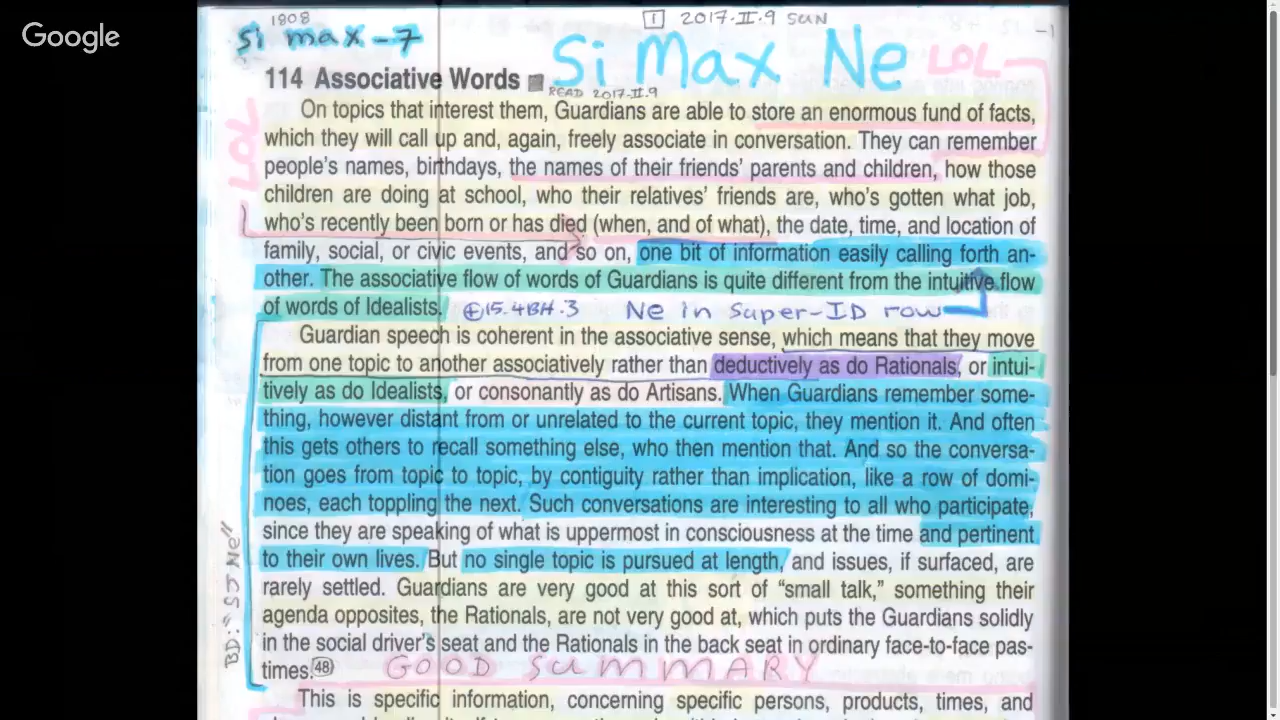 Google
1808
Si max -7
1 2017.II.9 SUN
-1
Si Max Ne
LOL
114 Associative Words
READ 2017.II.9
On topics that interest them, Guardians are able to store an enormous fund of facts,
which they will call up and, again, freely associate in conversation. They can remember
people's names, birthdays, the names of their friends' parents and children, how those
LOL
children are doing at school, who their relatives' friends are, who's gotten what job,
who's recently been born or has died (when, and of what), the date, time, and location of
family, social, or civic events, and so on, one bit of information easily calling forth an-
other. The associative flow of words of Guardians is quite different from the intuitive flow
of words of Idealists.
15.4BH.3 Ne in Super-ID row
Guardian speech is coherent in the associative sense, which means that they move
from one topic to another associatively rather than deductively as do Rationals, or intui-
tively as do Idealists, or consonantly as do Artisans. When Guardians remember some-
thing, however distant from or unrelated to the current topic, they mention it. And often
this gets others to recall something else, who then mention that. And so the conversa-
tion goes from topic to topic, by contiguity rather than implication, like a row of domi-
noes, each toppling the next. Such conversations are interesting to all who participate,
since they are speaking of what is uppermost in consciousness at the time and pertinent
to their own lives. But no single topic is pursued at length, and issues, if surfaced, are
rarely settled. Guardians are very good at this sort of "small talk," something their
agenda opposites, the Rationals, are not very good at, which puts the Guardians solidly
in the social driver's seat and the Rationals in the back seat in ordinary face-to-face pas-
times. 48
BD: "SJNe"
GOOD SUMMARY
This is specific information, concerning specific persons, products, times, and